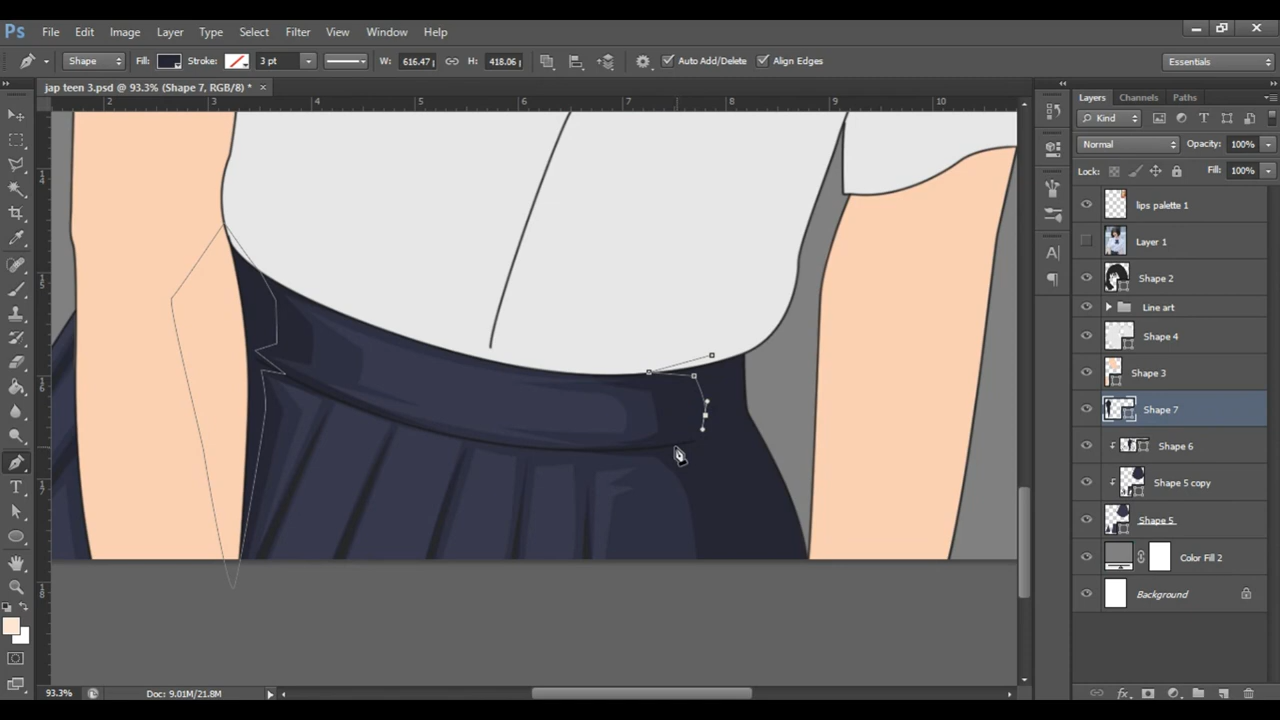 Ps File Edit Image Layer Type Select Filter View Window Help
Shape Fill: Stroke: 3 pt W: 616.47 H: 418.06 Auto Add/Delete Align Edges Essentials
jap teen 3.psd @ 93.3% (Shape 7, RGB/8) * ×
2 3 4 5 6 7 8 9 10
Layers Channels Paths
Kind
Normal Opacity: 100%
Lock: Fill: 100%
lips palette 1
Layer 1
Shape 2
Line art
Shape 4
Shape 3
Shape 7
Shape 6
Shape 5 copy
Shape 5
Color Fill 2
Background
93.3% Doc: 9.01M/21.8M